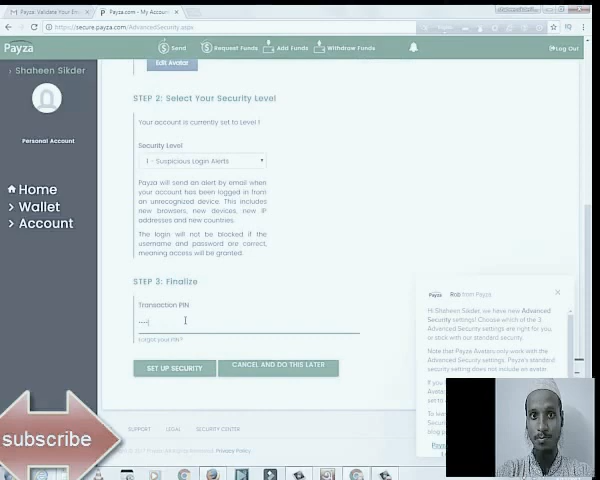 Payza: Validate Your Em
Payza.com - My Accou
https://secure.payza.com/AdvancedSecurity.aspx
Payza
Send
Request Funds
Add Funds
Withdraw Funds
Log Out
Shaheen Sikder
Personal Account
Home
Wallet
Account
Edit Avatar
STEP 2: Select Your Security Level
Your account is currently set to Level 1
Security Level
1 - Suspicious Login Alerts
Payza will send an alert by email when
your account has been logged in from
an unrecognized device. This includes
new browsers, new devices, new IP
addresses and new countries.
The login will not be blocked if the
username and password are correct,
meaning access will be granted.
STEP 3: Finalize
Transaction PIN
Forgot your PIN?
SET UP SECURITY
CANCEL AND DO THIS LATER
SUPPORT
LEGAL
SECURITY CENTER
Privacy Policy
Payza
Rob from Payza
Hi Shaheen Sikder, we have new Advanced
Security settings! Choose which of the 3
Advanced Security settings are right for you,
or stick with our standard security.
Note that Payza Avatars only work with the
Advanced Security settings. Payza's standard
security setting does not include an avatar.
If you
subscribe